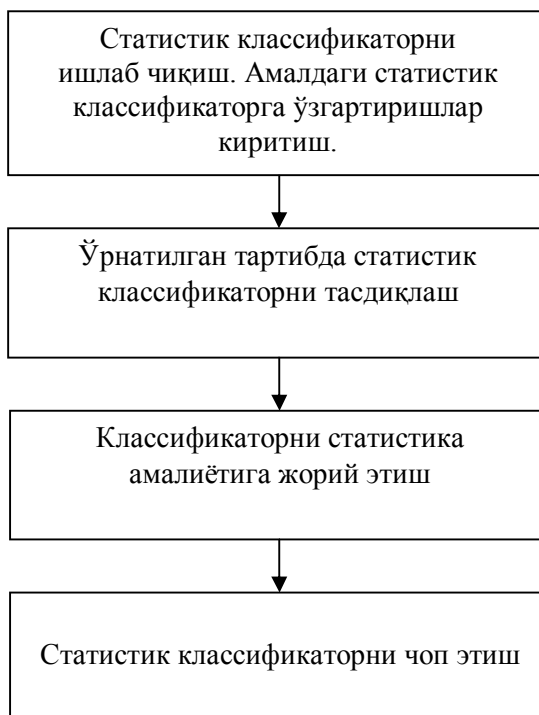 Статистик классификаторни
ишлаб чиқиш. Амалдаги статистик
классификаторга ўзгартиришлар
киритиш.
Ўрнатилган тартибда статистик
классификаторни тасдиқлаш
Классификаторни статистика
амалиётига жорий этиш
Статистик классификаторни чоп этиш